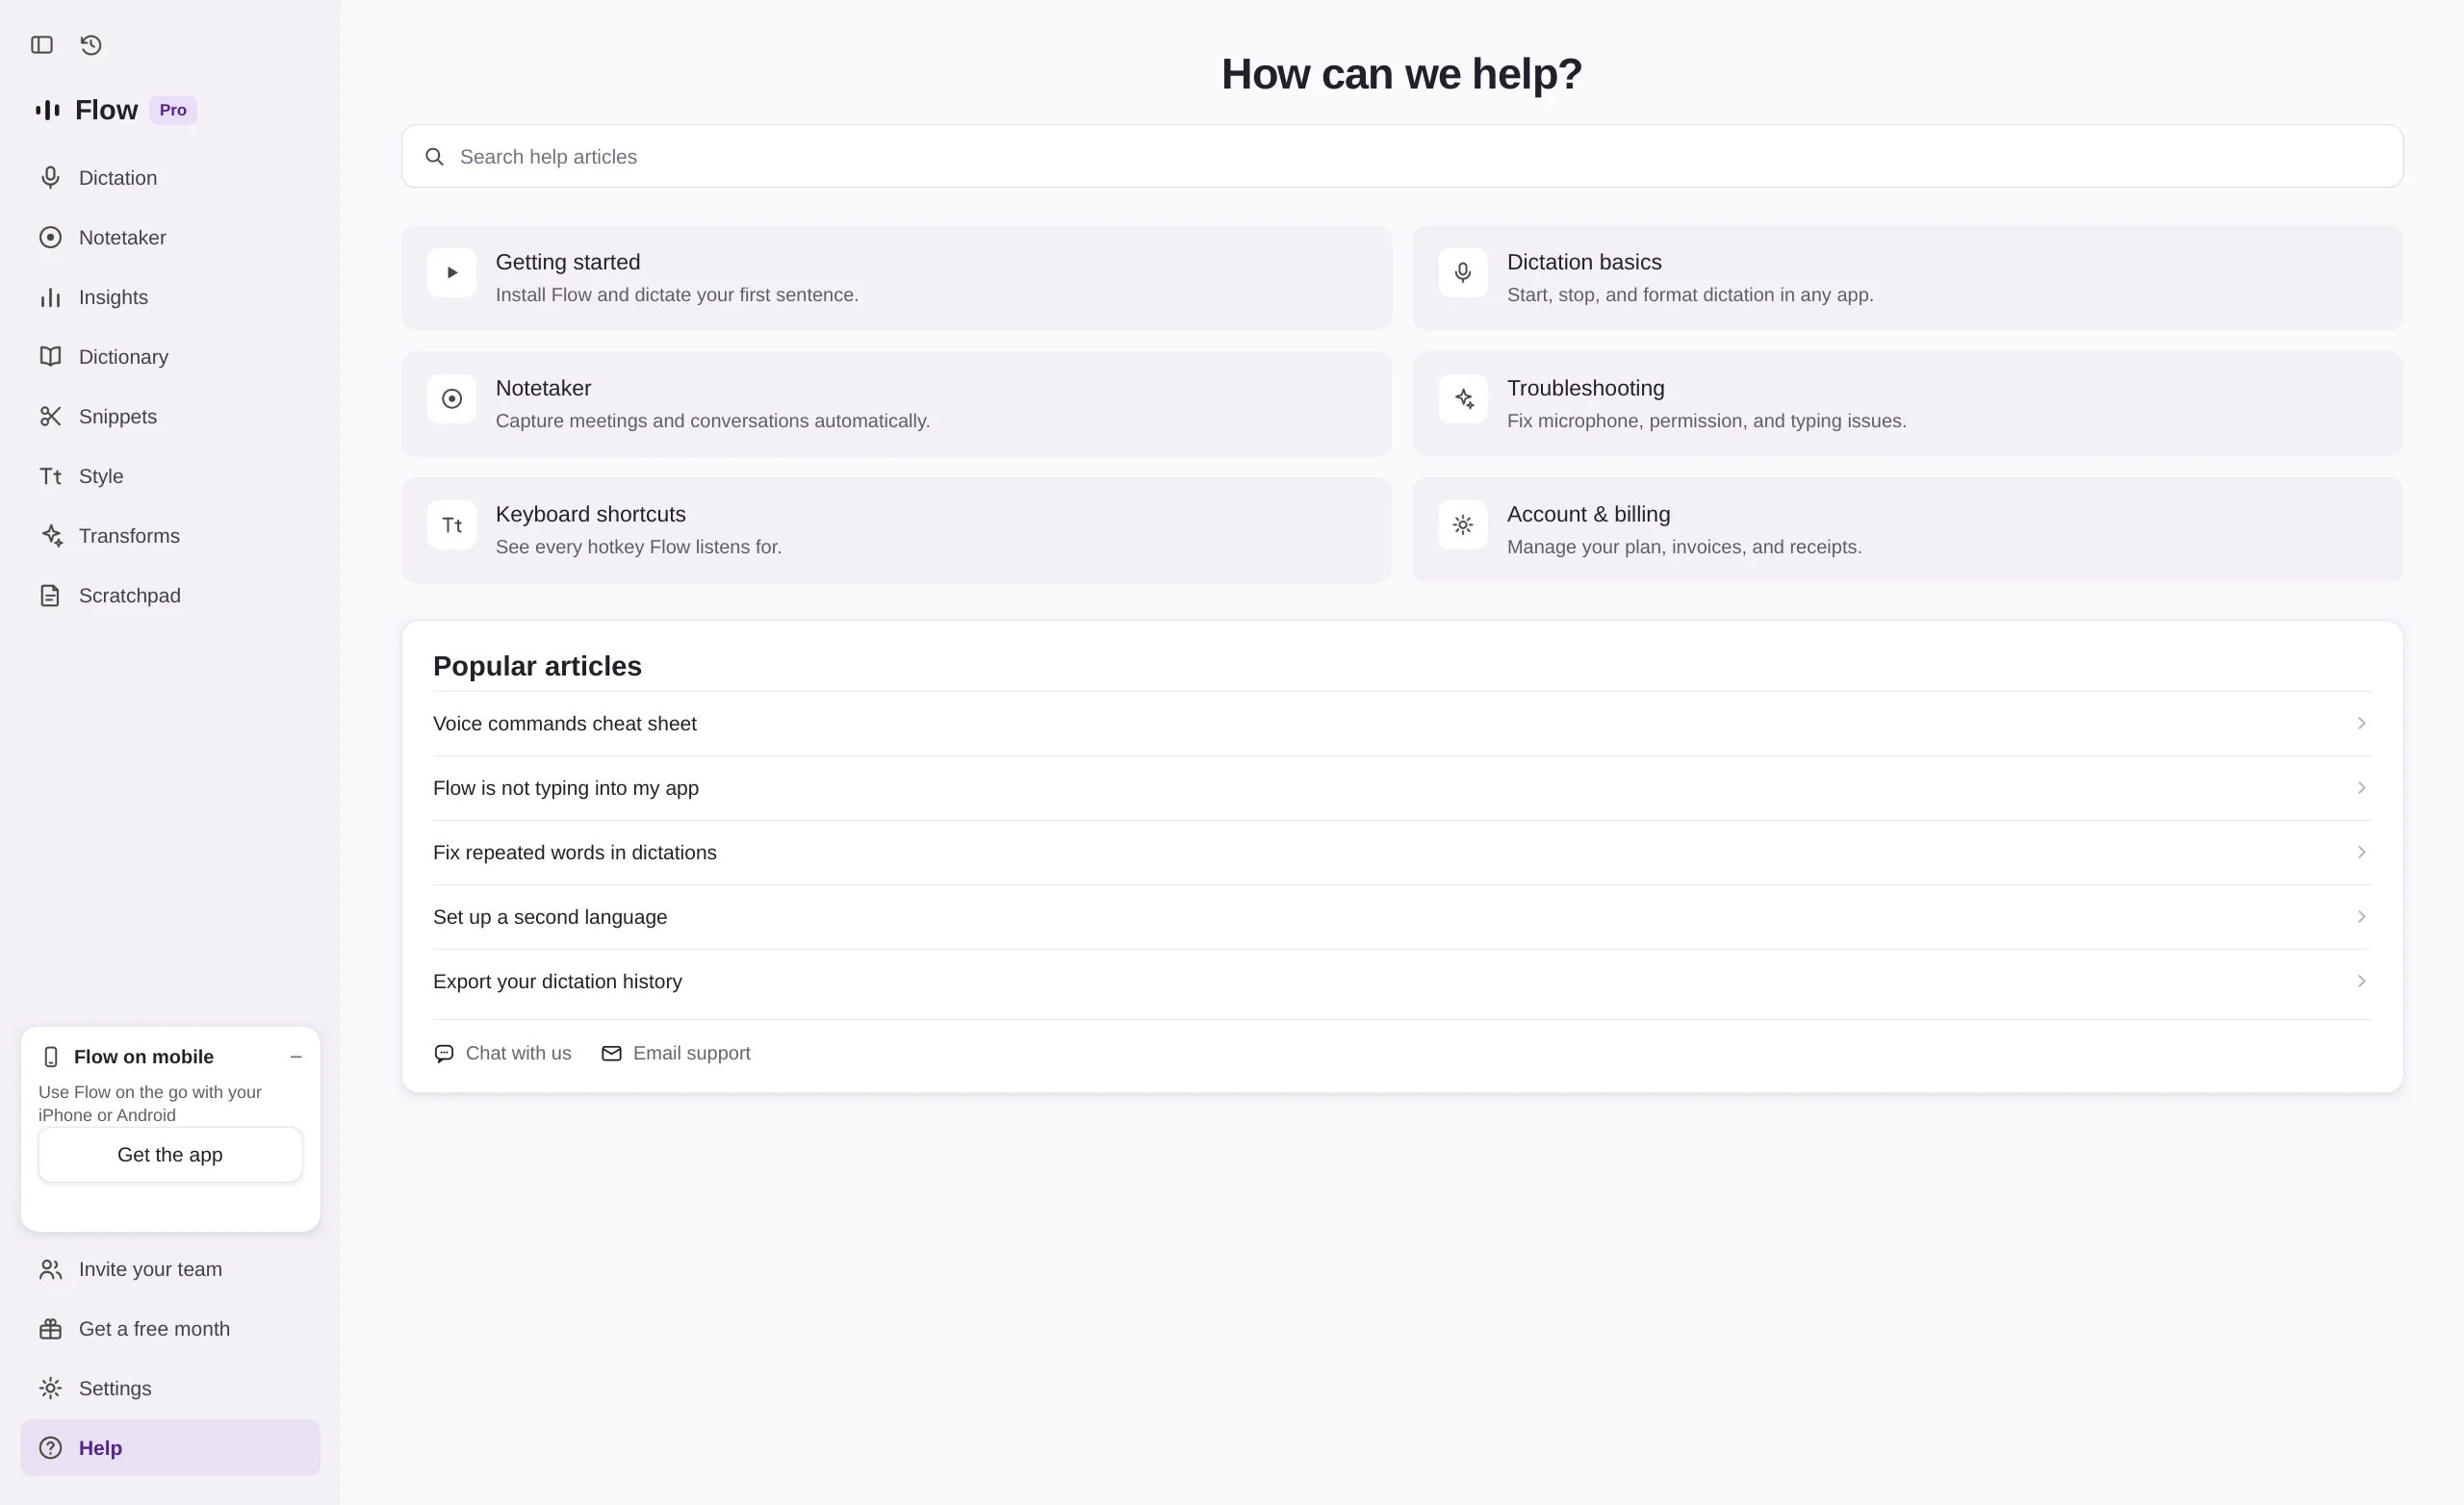 Flow Pro
Dictation
Notetaker
Insights
Dictionary
Snippets
Style
Transforms
Scratchpad
Flow on mobile
Use Flow on the go with your
iPhone or Android
Get the app
Invite your team
Get a free month
Settings
Help
How can we help?
Search help articles
Getting started
Install Flow and dictate your first sentence.
Dictation basics
Start, stop, and format dictation in any app.
Notetaker
Capture meetings and conversations automatically.
Troubleshooting
Fix microphone, permission, and typing issues.
Keyboard shortcuts
See every hotkey Flow listens for.
Account & billing
Manage your plan, invoices, and receipts.
Popular articles
Voice commands cheat sheet
Flow is not typing into my app
Fix repeated words in dictations
Set up a second language
Export your dictation history
Chat with us
Email support